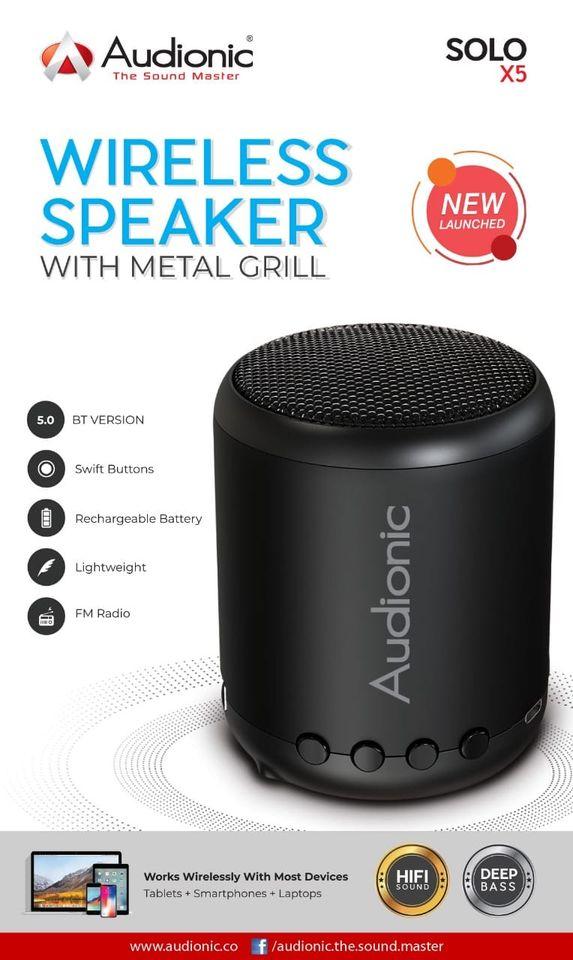 Audionic®
The Sound Master
SOLO
X5
WIRELESS
SPEAKER
WITH METAL GRILL
NEW
LAUNCHED
5.0 BT VERSION
Swift Buttons
Rechargeable Battery
Lightweight
FM Radio
Audionic
Works Wirelessly With Most Devices
Tablets + Smartphones + Laptops
HIFI
SOUND
DEEP
BASS
www.audionic.co f /audionic.the.sound.master